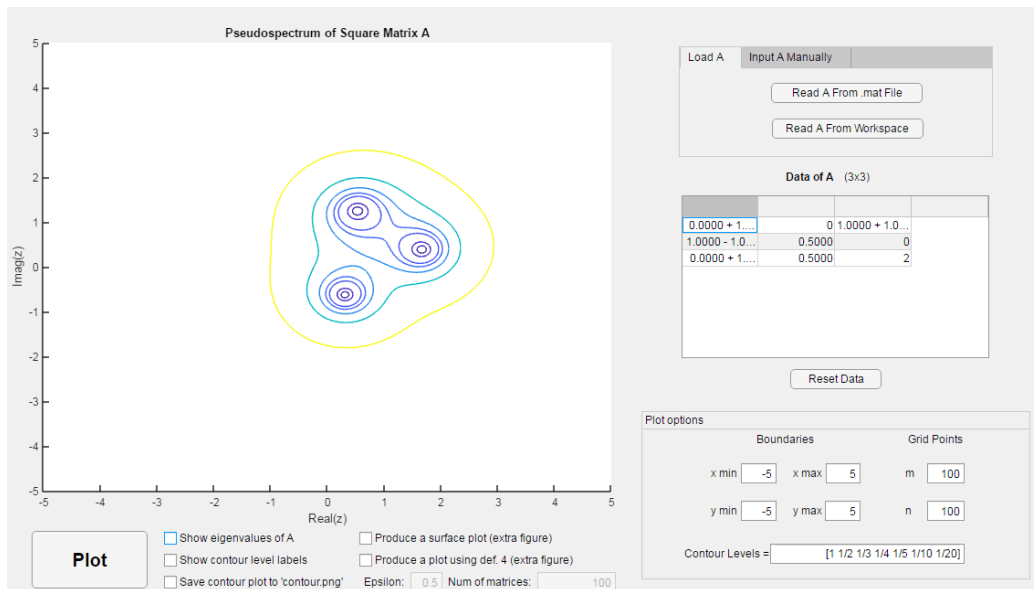 Pseudospectrum of Square Matrix A
5
4
3
2
1
0
-1
-2
-3
-4
-5
Imag(z)
-5 -4 -3 -2 -1 0 1 2 3 4 5
Real(z)
Load A Input A Manually
Read A From .mat File
Read A From Workspace
Data of A (3x3)
0.0000 + 1.... 0 1.0000 + 1.0...
1.0000 - 1.0... 0.5000 0
0.0000 + 1.... 0.5000 2
Reset Data
Plot options
Boundaries Grid Points
x min -5 x max 5 m 100
y min -5 y max 5 n 100
Contour Levels = [1 1/2 1/3 1/4 1/5 1/10 1/20]
Plot
Show eigenvalues of A Produce a surface plot (extra figure)
Show contour level labels Produce a plot using def. 4 (extra figure)
Save contour plot to 'contour.png' Epsilon: 0.5 Num of matrices: 100